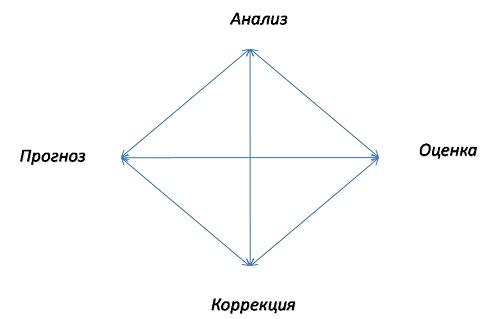 Анализ
Прогноз
Оценка
Коррекция